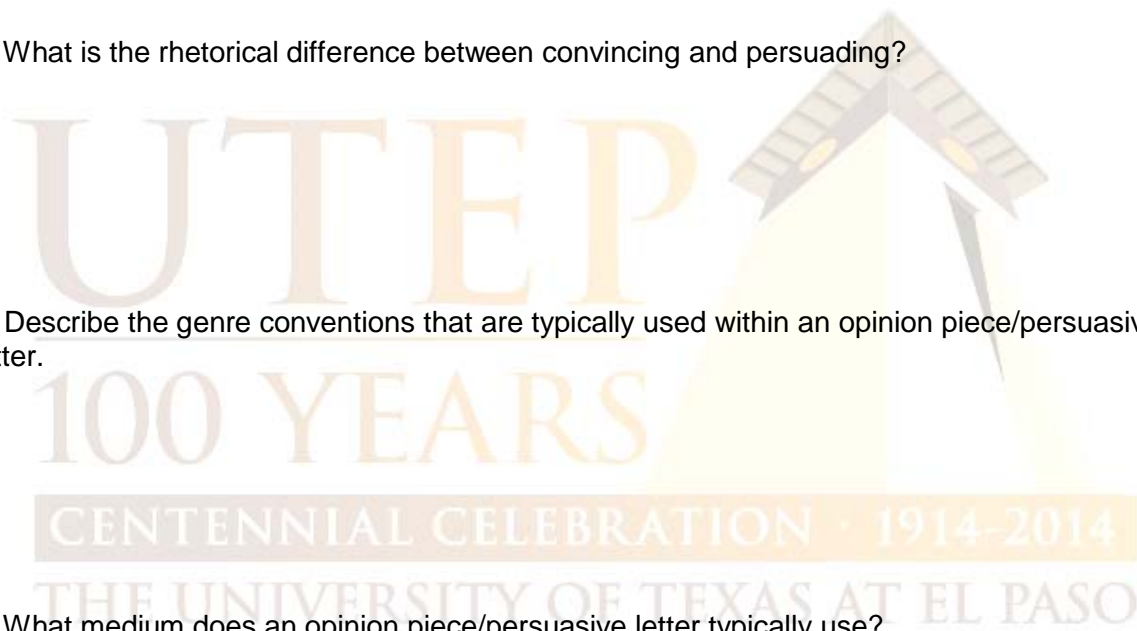 What is the rhetorical difference between convincing and persuading?
UTEP
Describe the genre conventions that are typically used within an opinion piece/persuasiv
tter.
100 YEARS
CENTENNIAL CELEBRATION · 1914-2014
THE UNIVERSITY OF TEXAS AT EL PASO
What medium does an opinion piece/persuasive letter typically use?